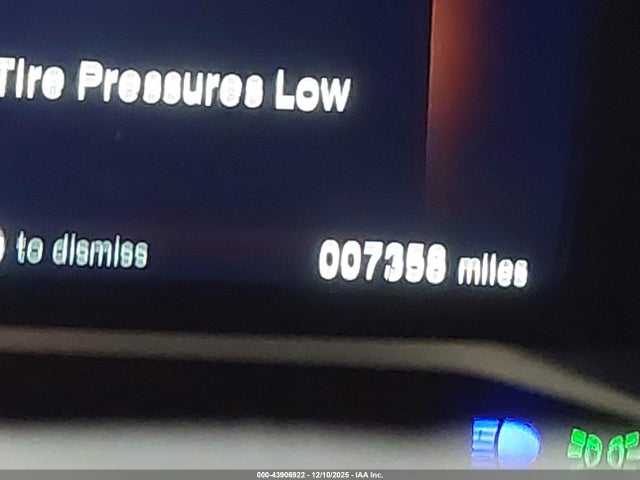 Tire Pressures Low
to dismiss
007358 miles
000-43906922 - 12/10/2025 - IAA Inc.